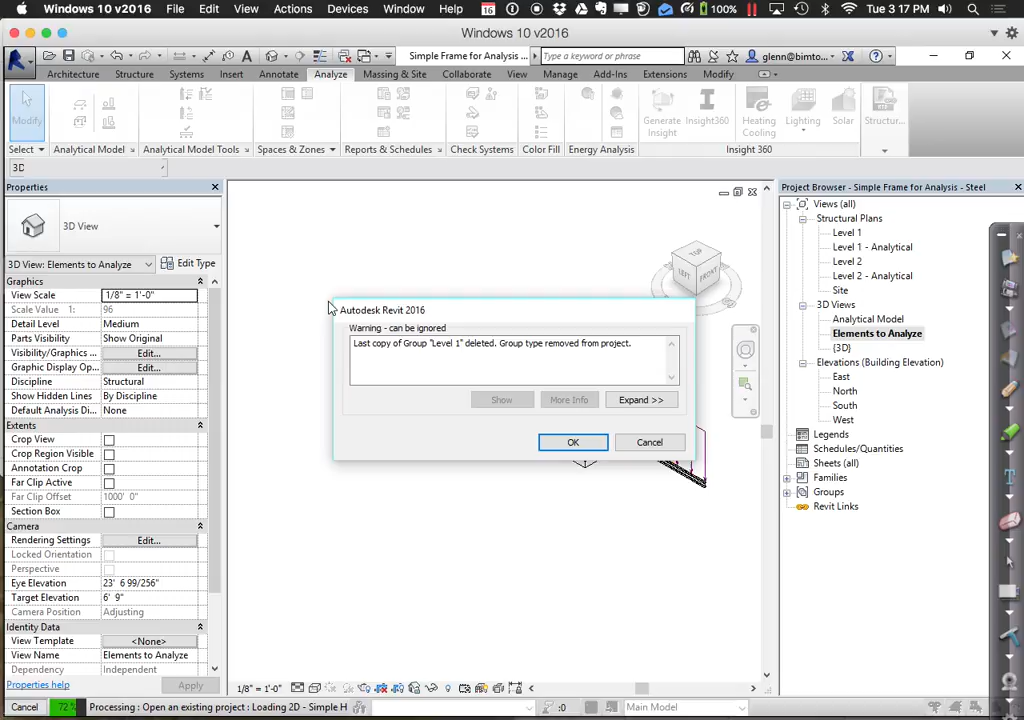 Windows 10 v2016 File Edit View Actions Devices Window Help 16 100% Tue 3:17 PM
Windows 10 v2016
Simple Frame for Analysis ... Type a keyword or phrase glenn@bimto...
Architecture Structure Systems Insert Annotate Analyze Massing & Site Collaborate View Manage Add-Ins Extensions Modify
Modify
Generate Insight
Insight360
Heating Cooling
Lighting
Solar
Structur...
Select Analytical Model Analytical Model Tools Spaces & Zones Reports & Schedules Check Systems Color Fill Energy Analysis Insight 360
3D
Properties
3D View
3D View: Elements to Analyze Edit Type
Graphics
View Scale 1/8" = 1'-0"
Scale Value 1: 96
Detail Level Medium
Parts Visibility Show Original
Visibility/Graphics ... Edit...
Graphic Display Op... Edit...
Discipline Structural
Show Hidden Lines By Discipline
Default Analysis Di... None
Extents
Crop View
Crop Region Visible
Annotation Crop
Far Clip Active
Far Clip Offset 1000' 0"
Section Box
Camera
Rendering Settings Edit...
Locked Orientation
Perspective
Eye Elevation 23' 6 99/256"
Target Elevation 6' 9"
Camera Position Adjusting
Identity Data
View Template <None>
View Name Elements to Analyze
Dependency Independent
Properties help Apply
TOP
LEFT FRONT
Autodesk Revit 2016
Warning - can be ignored
Last copy of Group "Level 1" deleted. Group type removed from project.
Show More Info Expand >>
OK Cancel
1/8" = 1'-0"
Project Browser - Simple Frame for Analysis - Steel
Views (all)
Structural Plans
Level 1
Level 1 - Analytical
Level 2
Level 2 - Analytical
Site
3D Views
Analytical Model
Elements to Analyze
{3D}
Elevations (Building Elevation)
East
North
South
West
Legends
Schedules/Quantities
Sheets (all)
Families
Groups
Revit Links
Cancel 72% Processing : Open an existing project : Loading 2D - Simple H :0 Main Model